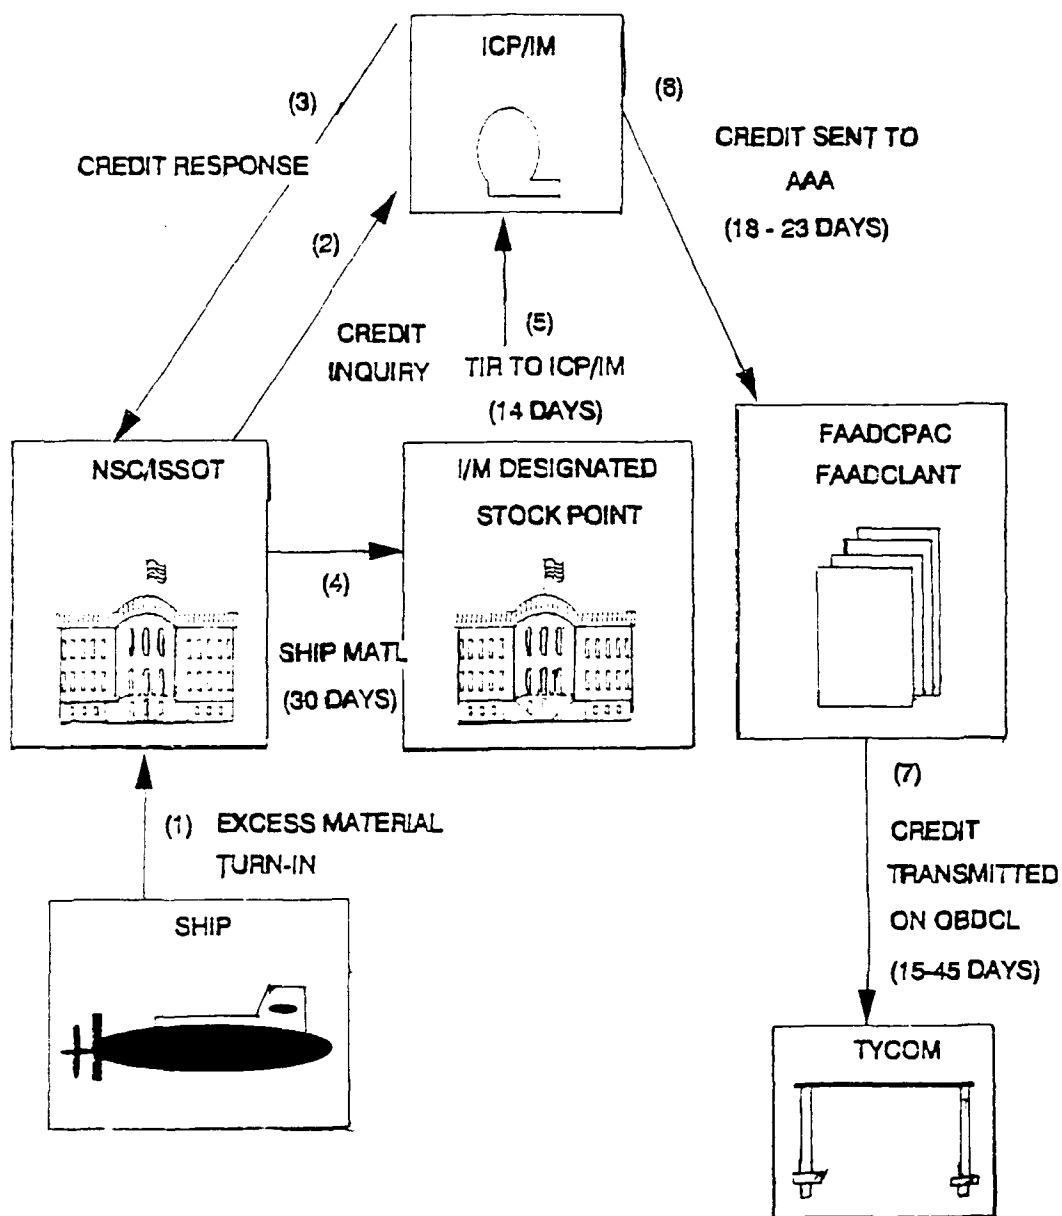 ICP/IM
(3)
CREDIT RESPONSE
(2)
CREDIT
INQUIRY
(5)
TIR TO ICP/IM
(14 DAYS)
(8)
CREDIT SENT TO
AAA
(18 - 23 DAYS)
NSC/ISSOT
(4)
SHIP MATL
(30 DAYS)
I/M DESIGNATED
STOCK POINT
FAADCPAC
FAADCLANT
(1) EXCESS MATERIAL
TURN-IN
SHIP
(7)
CREDIT
TRANSMITTED
ON OBDCL
(15-45 DAYS)
TYCOM